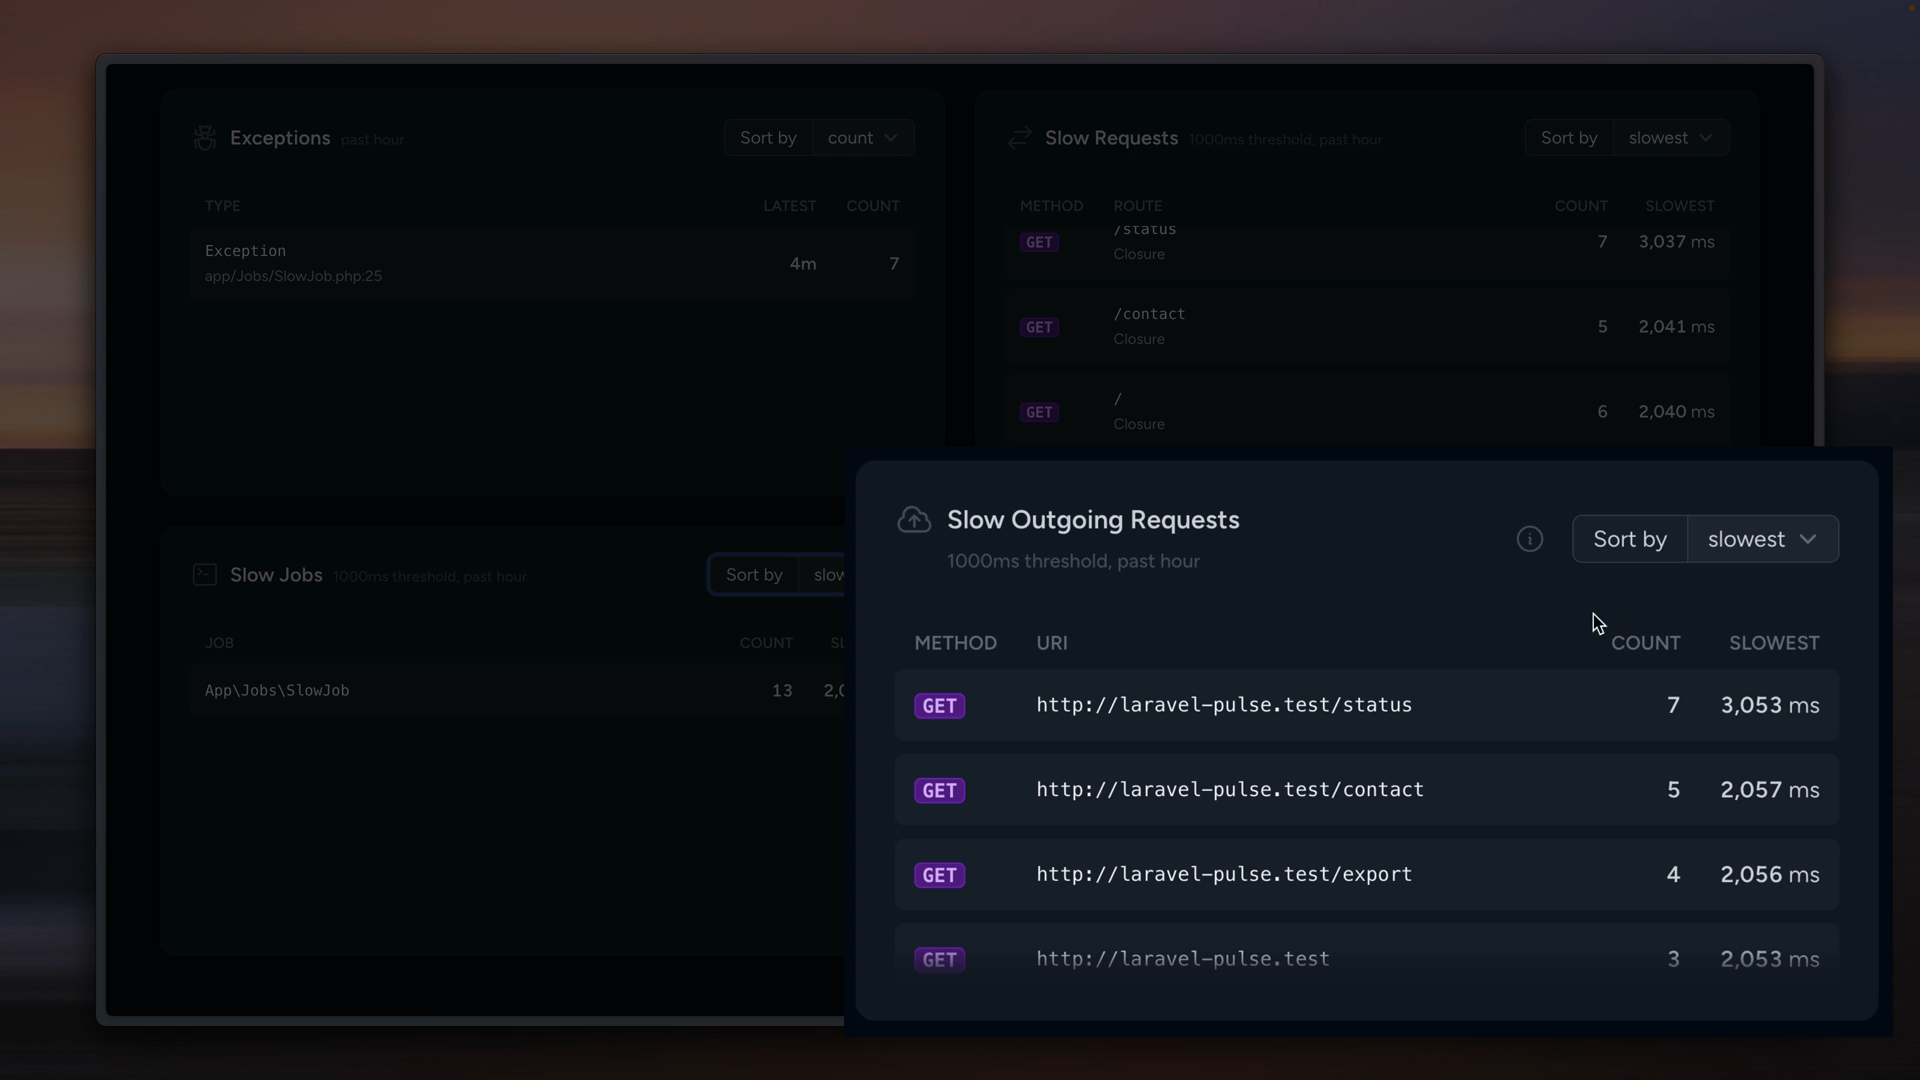 Exceptions past hour
Sort by count
TYPE LATEST COUNT
Exception
app/Jobs/SlowJob.php:25
4m 7
Slow Requests 1000ms threshold, past hour
Sort by slowest
METHOD ROUTE COUNT SLOWEST
GET /status 7 3,037 ms
Closure
GET /contact 5 2,041 ms
Closure
GET / 6 2,040 ms
Closure
Slow Jobs 1000ms threshold, past hour
Sort by
JOB COUNT
App\Jobs\SlowJob 13
Slow Outgoing Requests
1000ms threshold, past hour
Sort by slowest
METHOD URI COUNT SLOWEST
GET http://laravel-pulse.test/status 7 3,053 ms
GET http://laravel-pulse.test/contact 5 2,057 ms
GET http://laravel-pulse.test/export 4 2,056 ms
GET http://laravel-pulse.test 3 2,053 ms